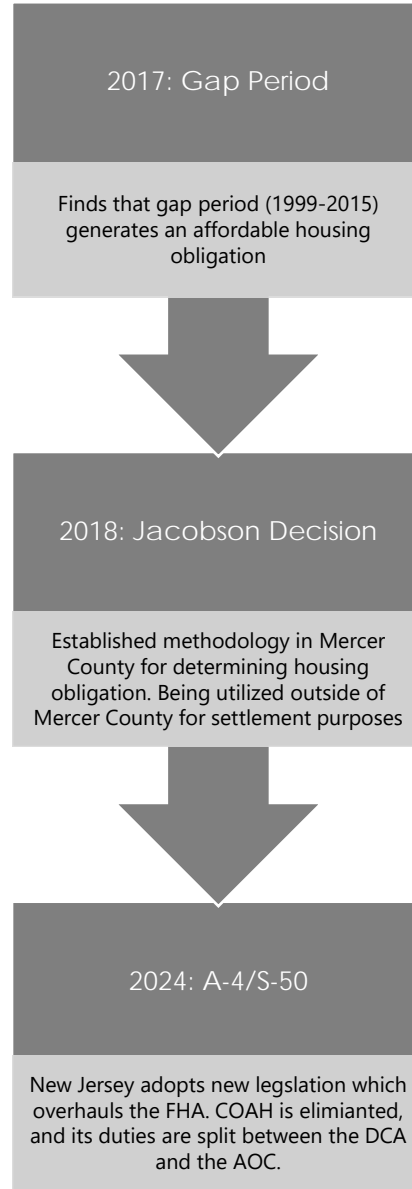 2017: Gap Period
Finds that gap period (1999-2015)
generates an affordable housing
obligation
2018: Jacobson Decision
Established methodology in Mercer
County for determining housing
obligation. Being utilized outside of
Mercer County for settlement purposes
2024: A-4/S-50
New Jersey adopts new legslation which
overhauls the FHA. COAH is elimianted,
and its duties are split between the DCA
and the AOC.